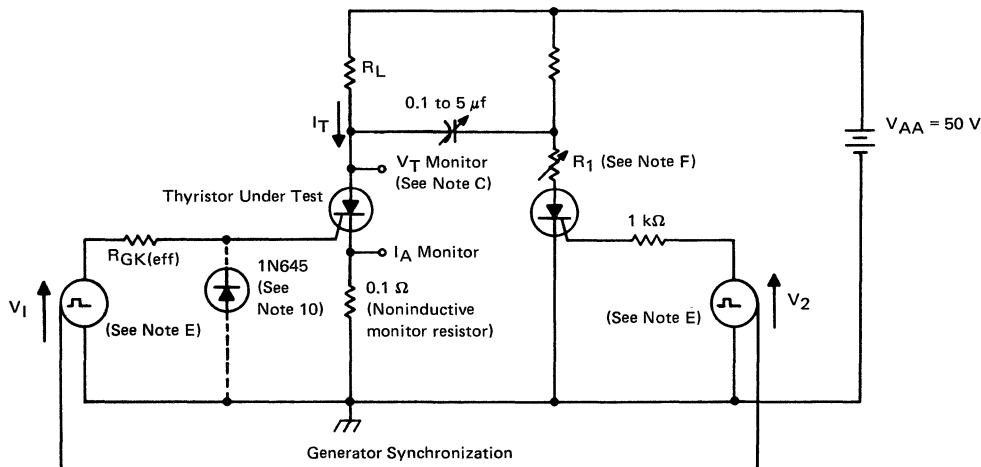 R_L
0.1 to 5 μf
I_T
V_AA = 50 V
V_T Monitor
(See Note C)
R_1 (See Note F)
Thyristor Under Test
1 kΩ
R_GK(eff)
I_A Monitor
1N645
(See
Note 10)
0.1 Ω
(Noninductive
monitor resistor)
V_I
(See Note E)
(See Note E)
V_2
Generator Synchronization